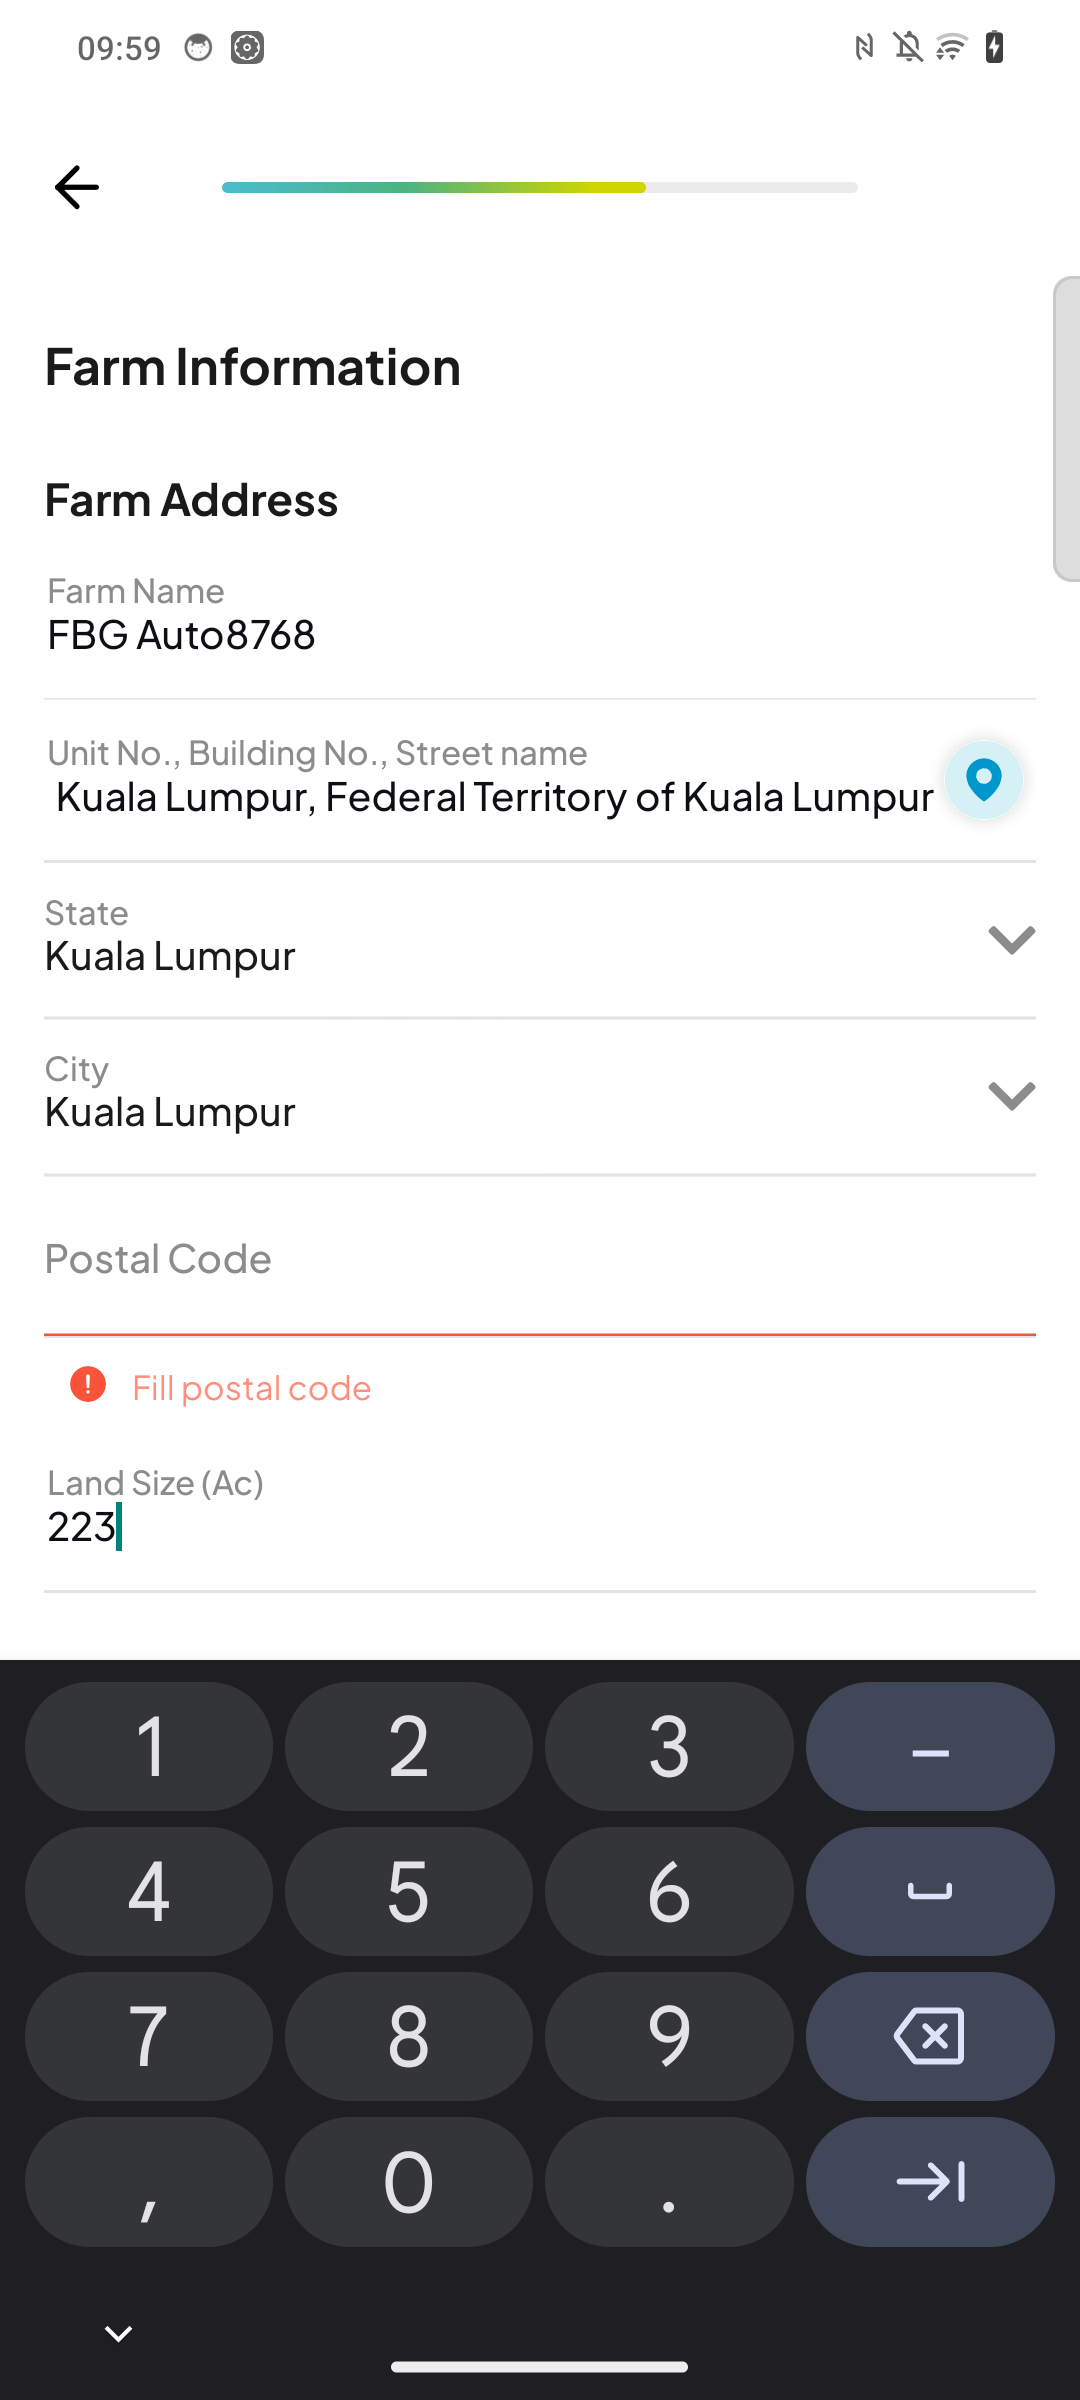 09:59
Farm Information
Farm Address
Farm Name
FBG Auto8768
Unit No., Building No., Street name
Kuala Lumpur, Federal Territory of Kuala Lumpur
State
Kuala Lumpur
City
Kuala Lumpur
Postal Code
Fill postal code
Land Size (Ac)
223
1 2 3 –
4 5 6
7 8 9
, 0 .